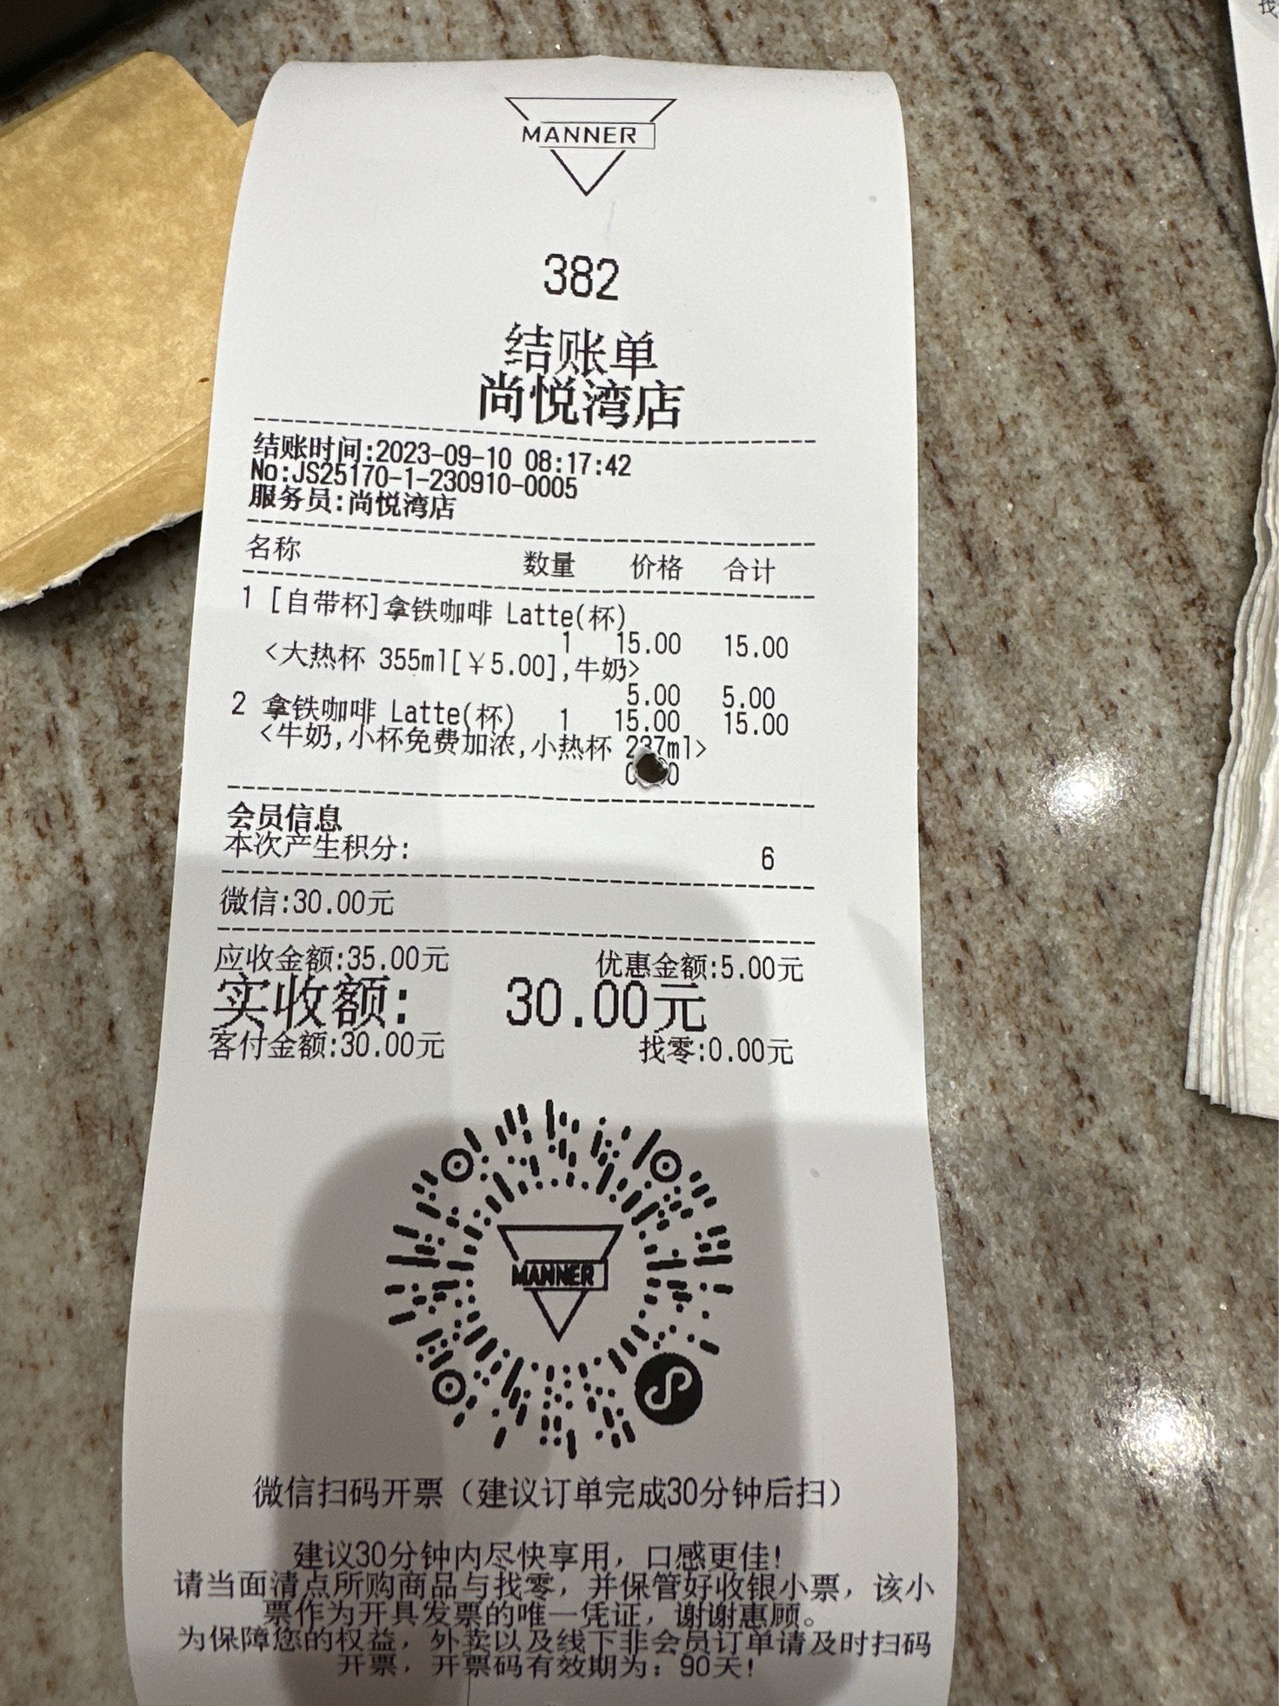 MANNER
382
结账单
尚悦湾店
结账时间:2023-09-10 08:17:42
No:JS25170-1-230910-0005
服务员:尚悦湾店
名称 数量 价格 合计
1 [自带杯]拿铁咖啡 Latte(杯)
1 15.00 15.00
<大热杯 355ml[￥5.00],牛奶>
5.00 5.00
2 拿铁咖啡 Latte(杯) 1 15.00 15.00
<牛奶,小杯免费加浓,小热杯 237ml>
会员信息
本次产生积分: 6
微信:30.00元
应收金额:35.00元 优惠金额:5.00元
实收额: 30.00元
客付金额:30.00元 找零:0.00元
MANNER
微信扫码开票（建议订单完成30分钟后扫）
建议30分钟内尽快享用，口感更佳!
请当面清点所购商品与找零，并保管好收银小票，该小
票作为开具发票的唯一凭证，谢谢惠顾。
为保障您的权益，外卖以及线下非会员订单请及时扫码
开票，开票码有效期为：90天!